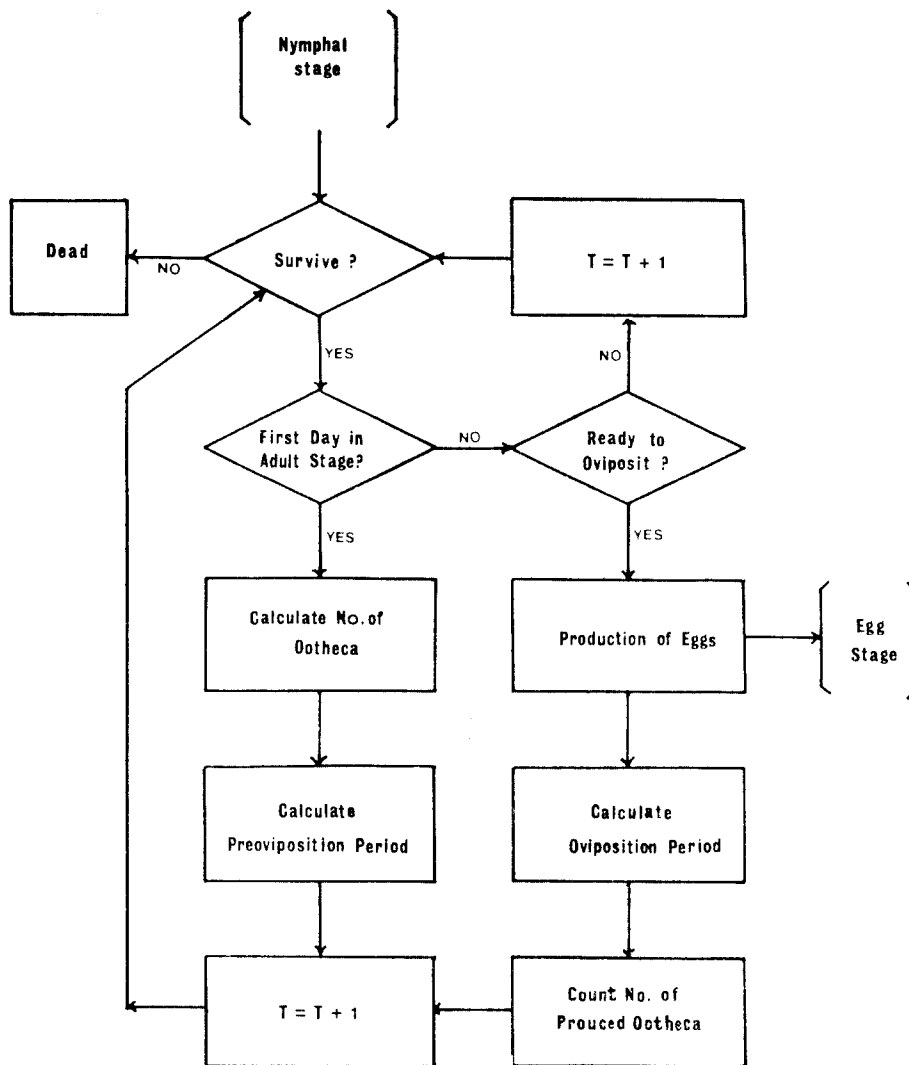 Nymphal
stage
Dead
NO
Survive ?
T = T + 1
YES
NO
First Day in
Adult Stage?
NO
Ready to
Oviposit ?
YES
YES
Calculate No. of
Ootheca
Production of Eggs
Egg
Stage
Calculate
Preoviposition Period
Calculate
Oviposition Period
T = T + 1
Count No. of
Prouced Ootheca